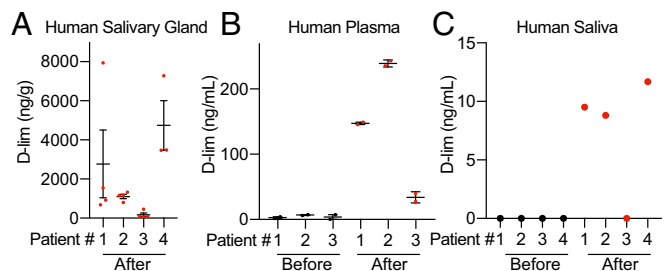 A Human Salivary Gland
D-lim (ng/g)
8000
6000
4000
2000
0
Patient # 1 2 3 4
After
B Human Plasma
D-lim (ng/mL)
200
100
0
Patient #1 2 3 1 2 3
Before After
C Human Saliva
D-lim (ng/mL)
15
10
5
0
Patient #1 2 3 4 1 2 3 4
Before After